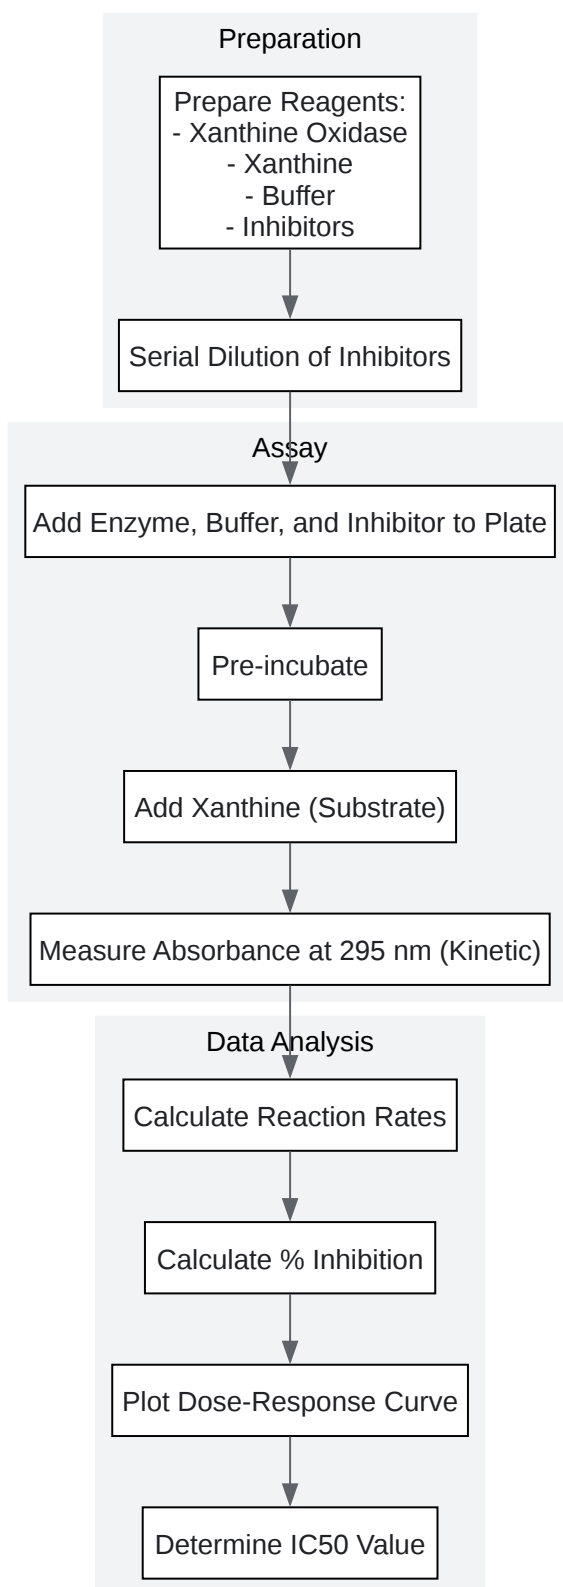 Preparation
Prepare Reagents:
- Xanthine Oxidase
- Xanthine
- Buffer
- Inhibitors
Serial Dilution of Inhibitors
Assay
Add Enzyme, Buffer, and Inhibitor to Plate
Pre-incubate
Add Xanthine (Substrate)
Measure Absorbance at 295 nm (Kinetic)
Data Analysis
Calculate Reaction Rates
Calculate % Inhibition
Plot Dose-Response Curve
Determine IC50 Value